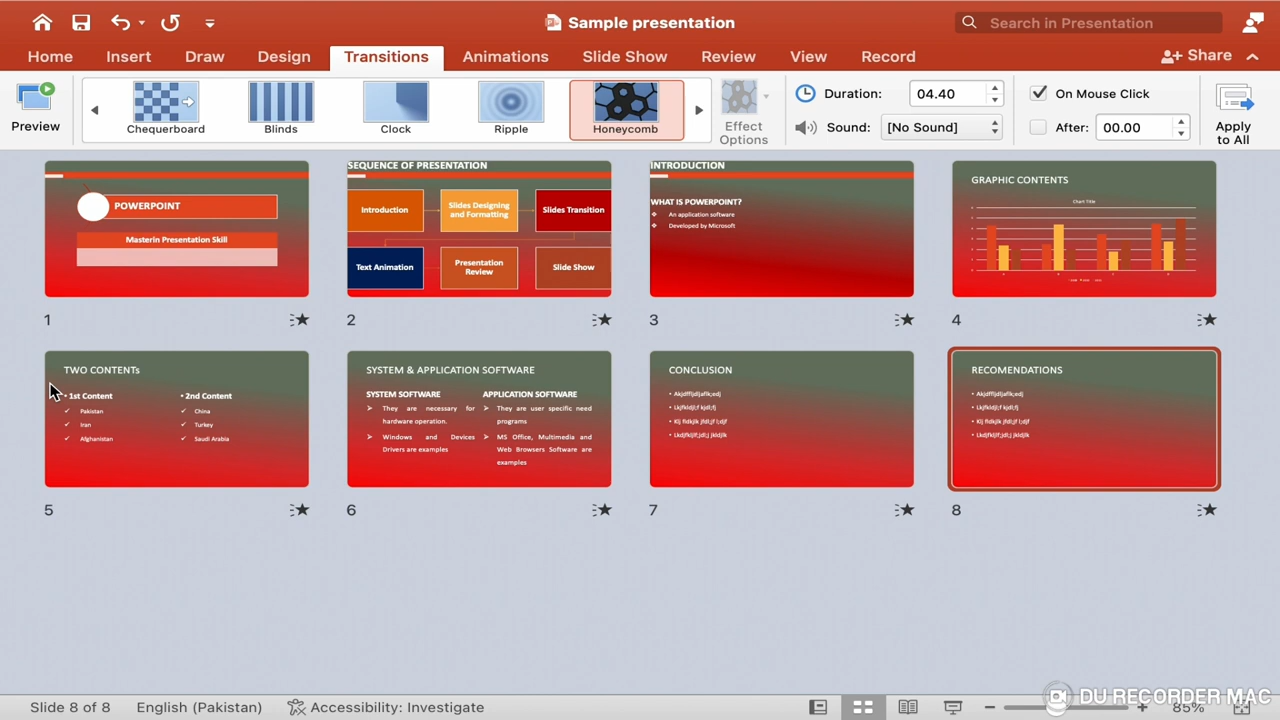 Sample presentation
Search in Presentation
Home
Insert
Draw
Design
Transitions
Animations
Slide Show
Review
View
Record
Share
Preview
Chequerboard
Blinds
Clock
Ripple
Honeycomb
Effect
Options
Duration:
04.40
Sound:
[No Sound]
On Mouse Click
After:
00.00
Apply
to All
POWERPOINT
Masterin Presentation Skill
1
SEQUENCE OF PRESENTATION
Introduction
Slides Designing
and Formatting
Slides Transition
Text Animation
Presentation
Review
Slide Show
2
INTRODUCTION
WHAT IS POWERPOINT?
❖ An application software
❖ Developed by Microsoft
3
GRAPHIC CONTENTS
Chart Title
4
TWO CONTENTs
• 1st Content
✓ Pakistan
✓ Iran
✓ Afghanistan
• 2nd Content
✓ China
✓ Turkey
✓ Saudi Arabia
5
SYSTEM & APPLICATION SOFTWARE
SYSTEM SOFTWARE
➤ They are necessary for
hardware operation.
➤ Windows and Devices
Drivers are examples
APPLICATION SOFTWARE
➤ They are user specific need
programs
➤ MS Office, Multimedia and
Web Browsers Software are
examples
6
CONCLUSION
7
RECOMENDATIONS
8
Slide 8 of 8
English (Pakistan)
Accessibility: Investigate
85%
DU RECORDER MAC